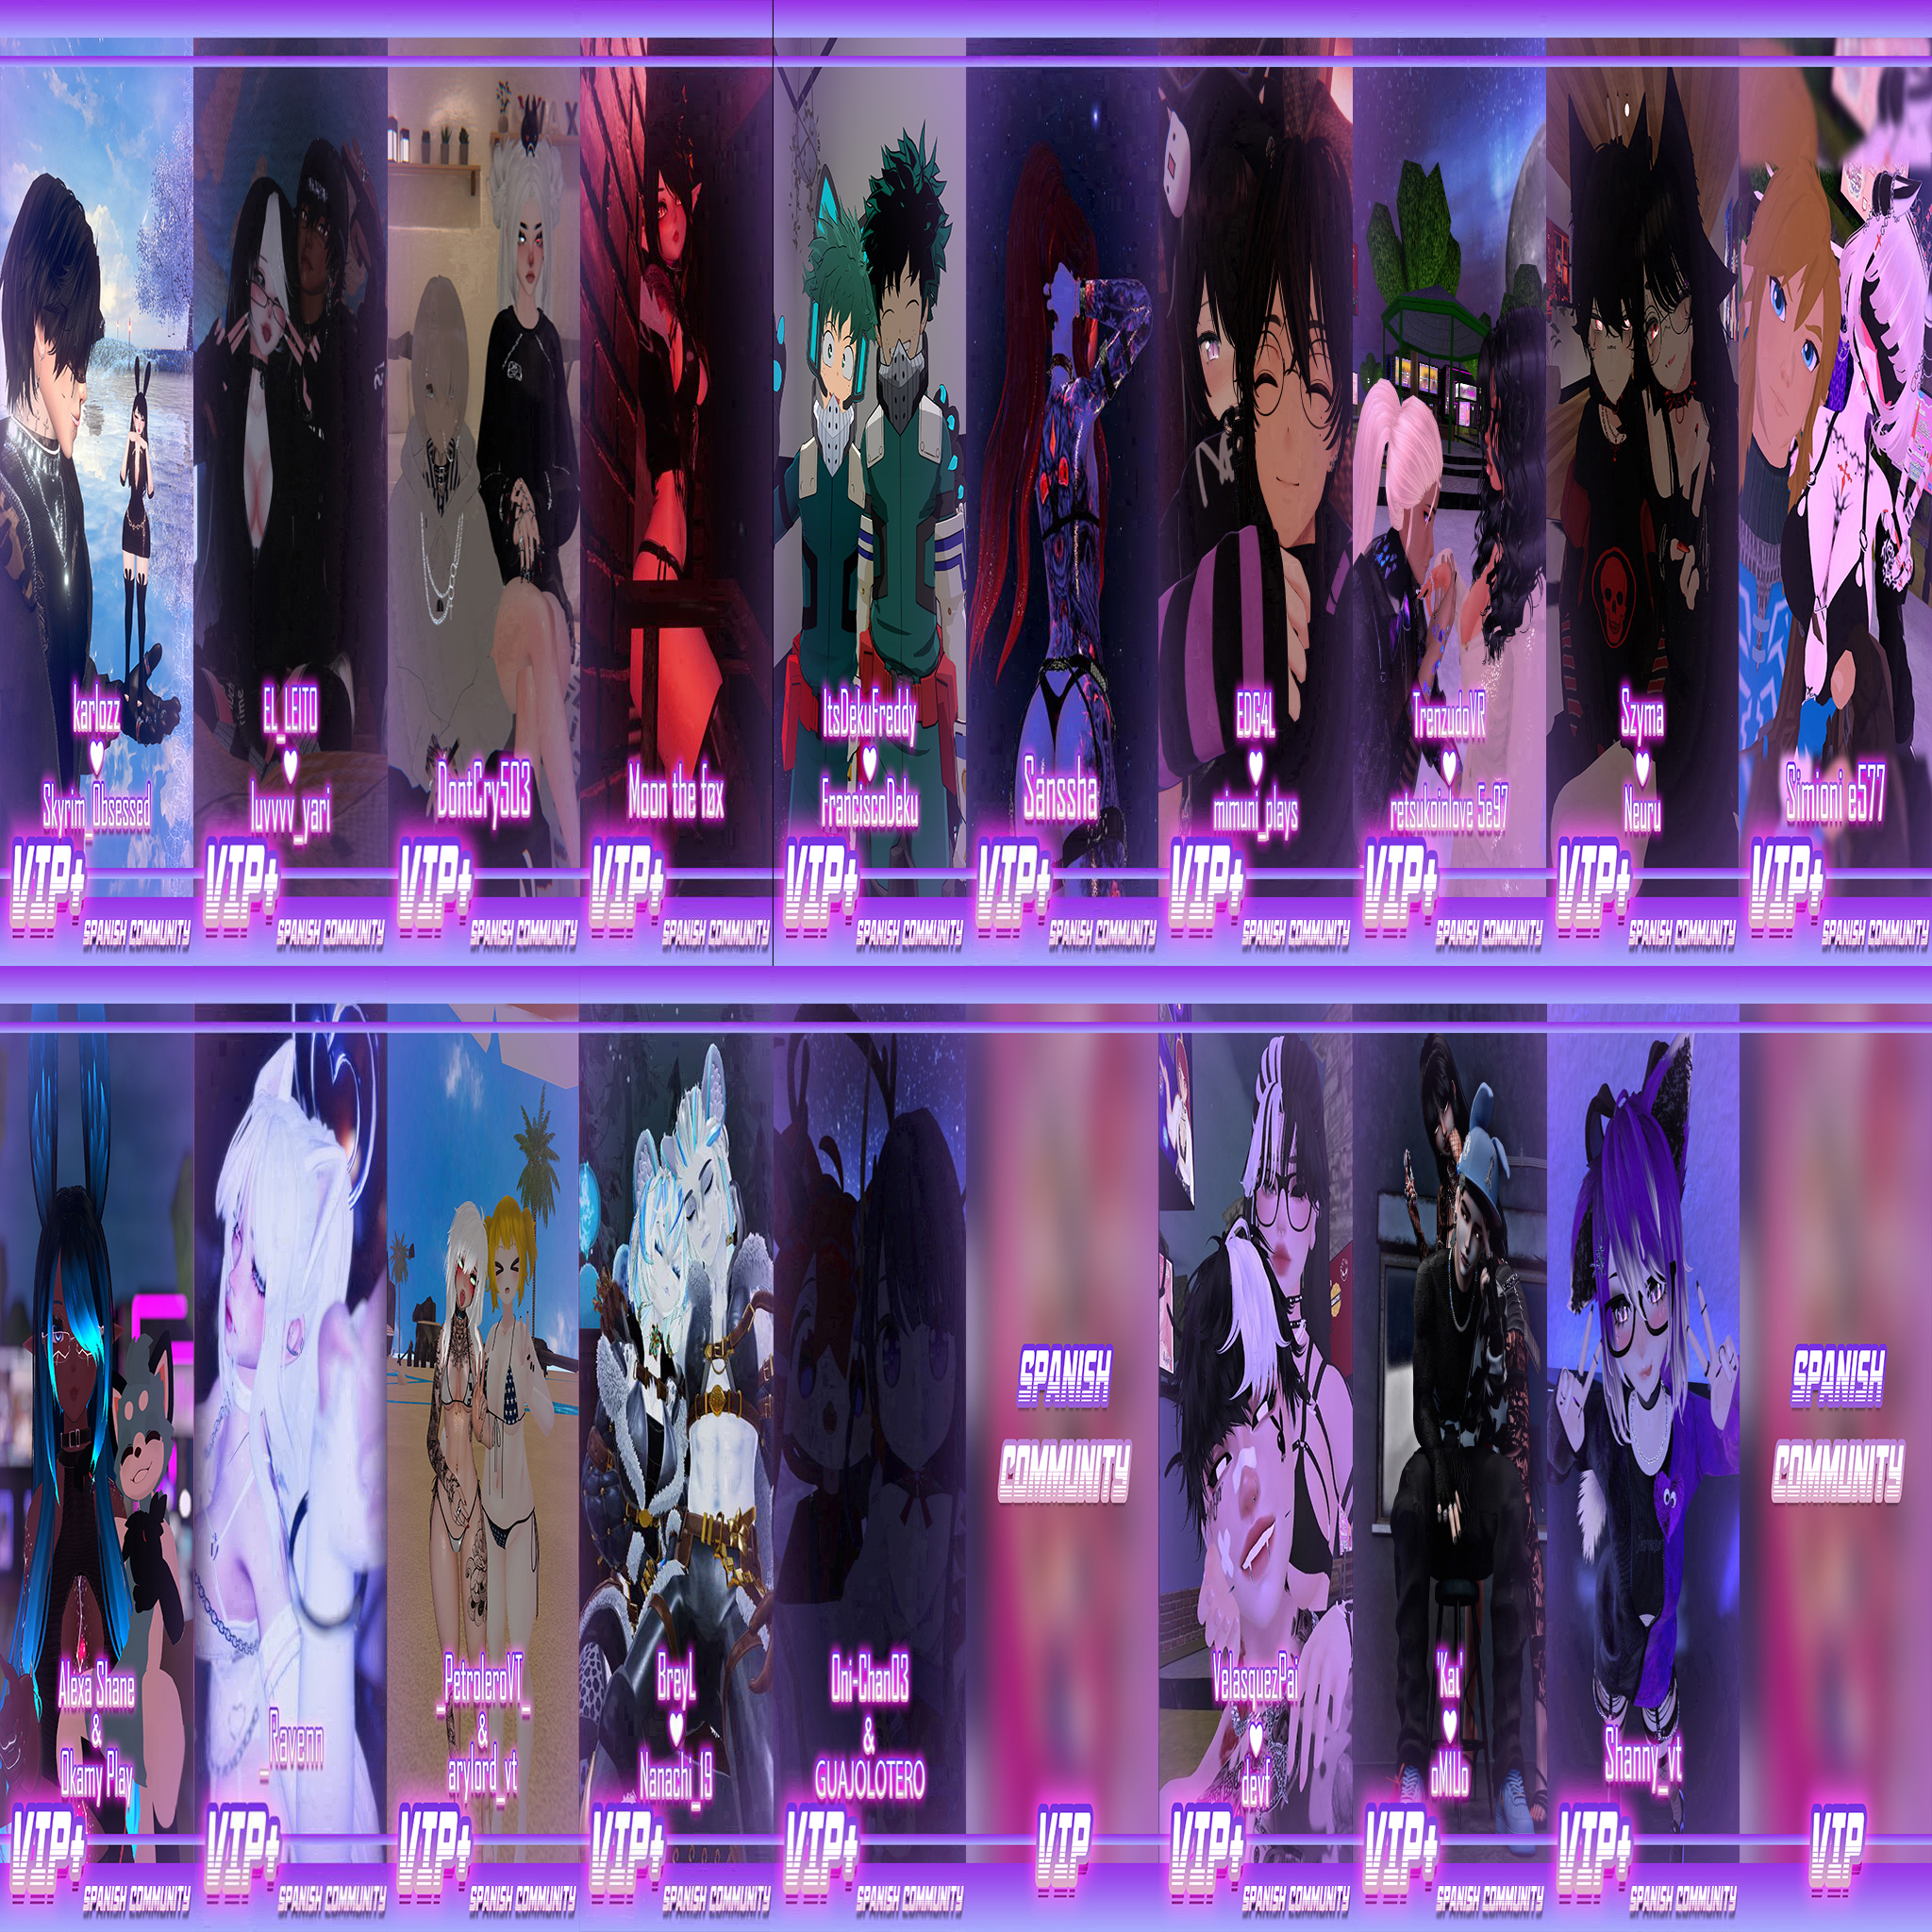 karlozz
Skyrim_Obsessed
VIP+
SPANISH COMMUNITY
EL_LEITO
luvvvv_yari
VIP+
SPANISH COMMUNITY
DontCry503
VIP+
SPANISH COMMUNITY
Moon the føx
VIP+
SPANISH COMMUNITY
ItsDekuFreddy
FranciscoDeku
VIP+
SPANISH COMMUNITY
Sanssha
VIP+
SPANISH COMMUNITY
EDG4L
mimuni_plays
VIP+
SPANISH COMMUNITY
TrenzudoVR
retsukoinlove 5e97
VIP+
SPANISH COMMUNITY
Szyma
Neuru
VIP+
SPANISH COMMUNITY
Simioni e577
VIP+
SPANISH COMMUNITY
Alexa Shane
&
Okamy Play
VIP+
SPANISH COMMUNITY
_Ravenn
VIP+
SPANISH COMMUNITY
_PetroleroVT_
&
arylord_vt
VIP+
SPANISH COMMUNITY
BreyL
Nanachi_19
VIP+
SPANISH COMMUNITY
Oni-Chan03
&
GUAJOLOTERO
VIP+
SPANISH COMMUNITY
SPANISH
COMMUNITY
VIP
VelasquezPai
devf
VIP+
SPANISH COMMUNITY
'Kai'
oMiUo
VIP+
SPANISH COMMUNITY
Shanny_vt
VIP+
SPANISH COMMUNITY
SPANISH
COMMUNITY
VIP